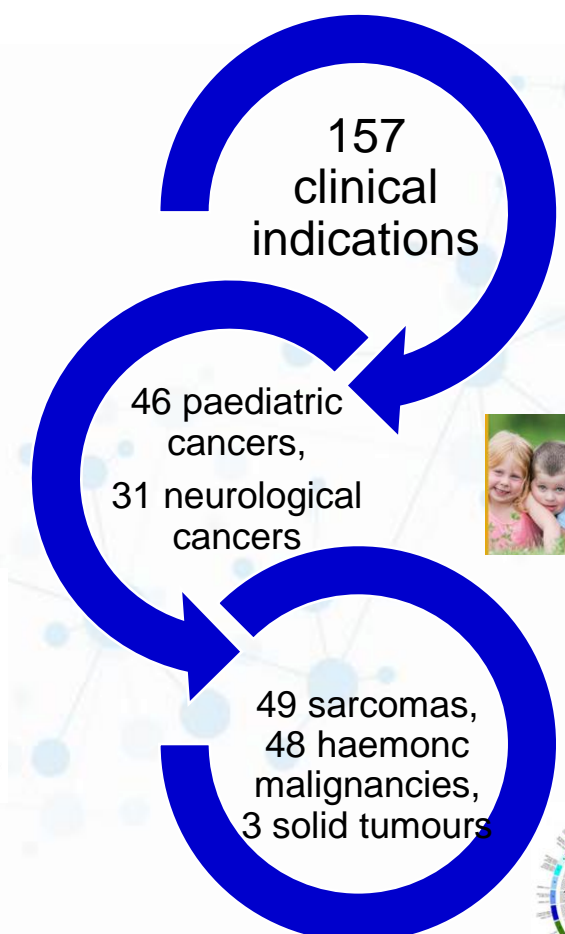 157
clinical
indications
46 paediatric
cancers,
31 neurological
cancers
49 sarcomas,
48 haemonc
malignancies,
3 solid tumours